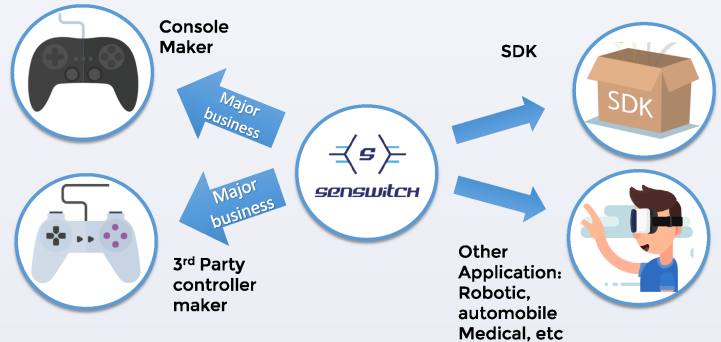 Console
Maker
Major
business
SDK
SDK
S
SENSWITCH
Major
business
3rd Party
controller
maker
Other
Application:
Robotic,
automobile
Medical, etc